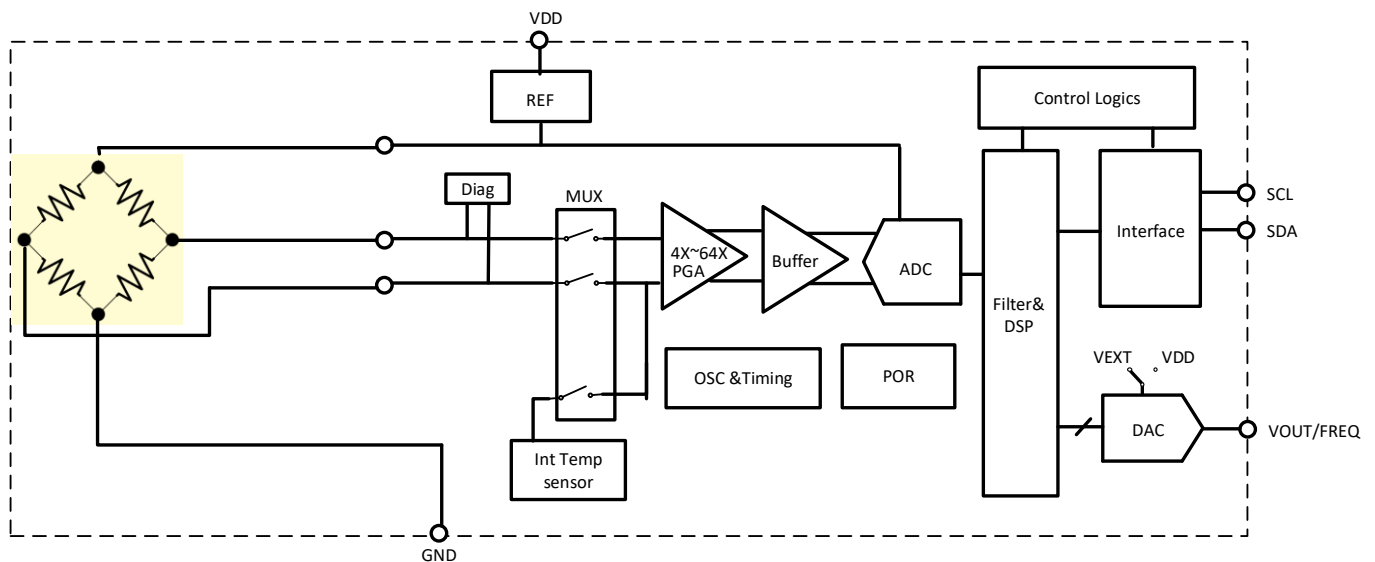 VDD
REF
Control Logics
Diag
MUX
SCL
4X~64X
PGA
Buffer
ADC
Interface
SDA
Filter&
DSP
OSC &Timing
POR
VEXT
VDD
DAC
VOUT/FREQ
Int Temp
sensor
GND